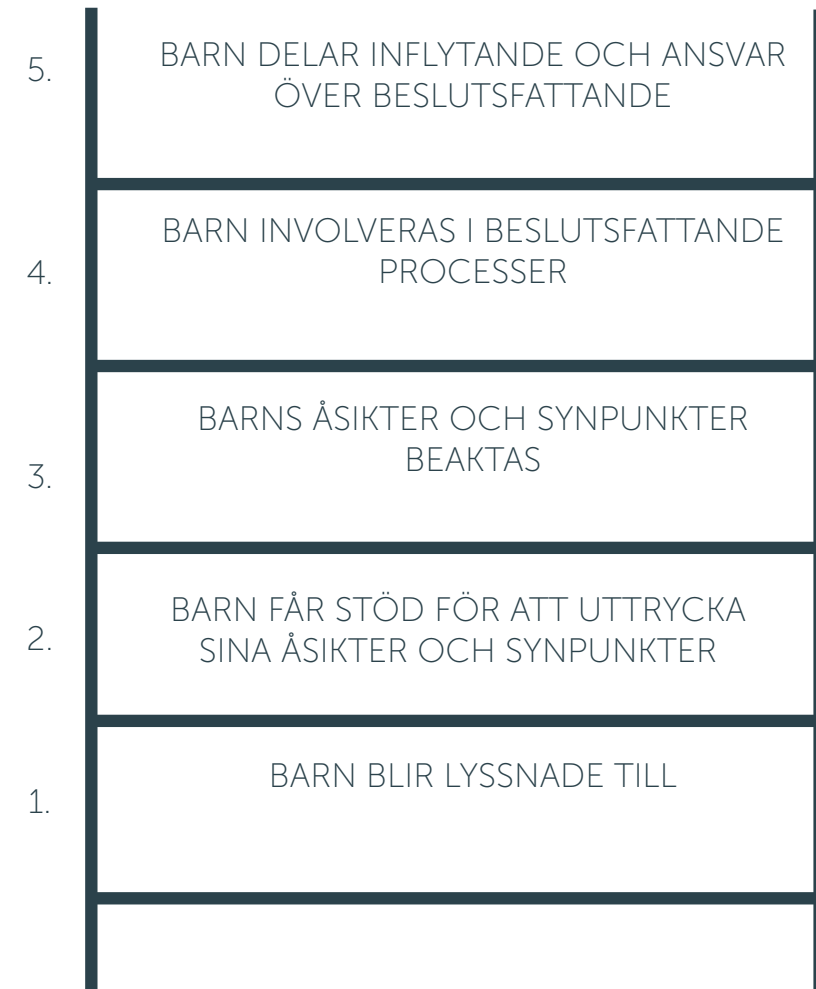 5.
BARN DELAR INFLYTANDE OCH ANSVAR
ÖVER BESLUTSFATTANDE
4.
BARN INVOLVERAS I BESLUTSFATTANDE
PROCESSER
3.
BARNS ÅSIKTER OCH SYNPUNKTER
BEAKTAS
2.
BARN FÅR STÖD FÖR ATT UTTRYCKA
SINA ÅSIKTER OCH SYNPUNKTER
1.
BARN BLIR LYSSNADE TILL